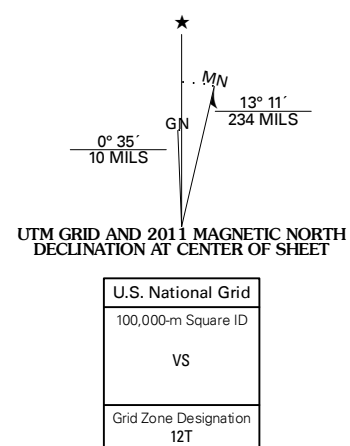 MN
GN
13° 11´
234 MILS
0° 35´
10 MILS
UTM GRID AND 2011 MAGNETIC NORTH
DECLINATION AT CENTER OF SHEET
U.S. National Grid
100,000-m Square ID
VS
Grid Zone Designation
12T